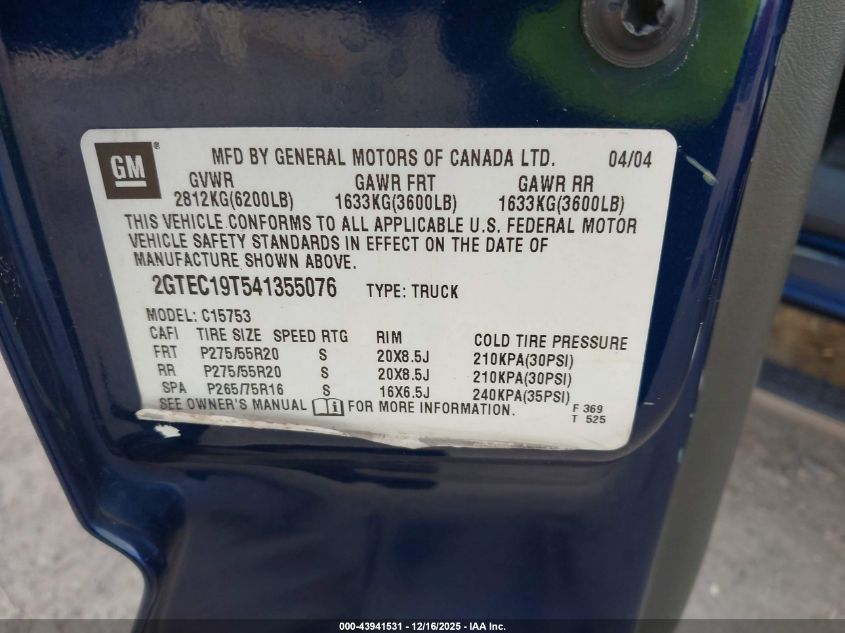 GM
MFD BY GENERAL MOTORS OF CANADA LTD. 04/04
GVWR GAWR FRT GAWR RR
2812KG(6200LB) 1633KG(3600LB) 1633KG(3600LB)
THIS VEHICLE CONFORMS TO ALL APPLICABLE U.S. FEDERAL MOTOR
VEHICLE SAFETY STANDARDS IN EFFECT ON THE DATE OF
MANUFACTURE SHOWN ABOVE.
2GTEC19T541355076 TYPE: TRUCK
MODEL: C15753
CAFI TIRE SIZE SPEED RTG RIM COLD TIRE PRESSURE
FRT P275/55R20 S 20X8.5J 210KPA(30PSI)
RR P275/55R20 S 20X8.5J 210KPA(30PSI)
SPA P265/75R16 S 16X6.5J 240KPA(35PSI)
SEE OWNER'S MANUAL FOR MORE INFORMATION. F 369
T 525
000-43941531 - 12/16/2025 - IAA Inc.